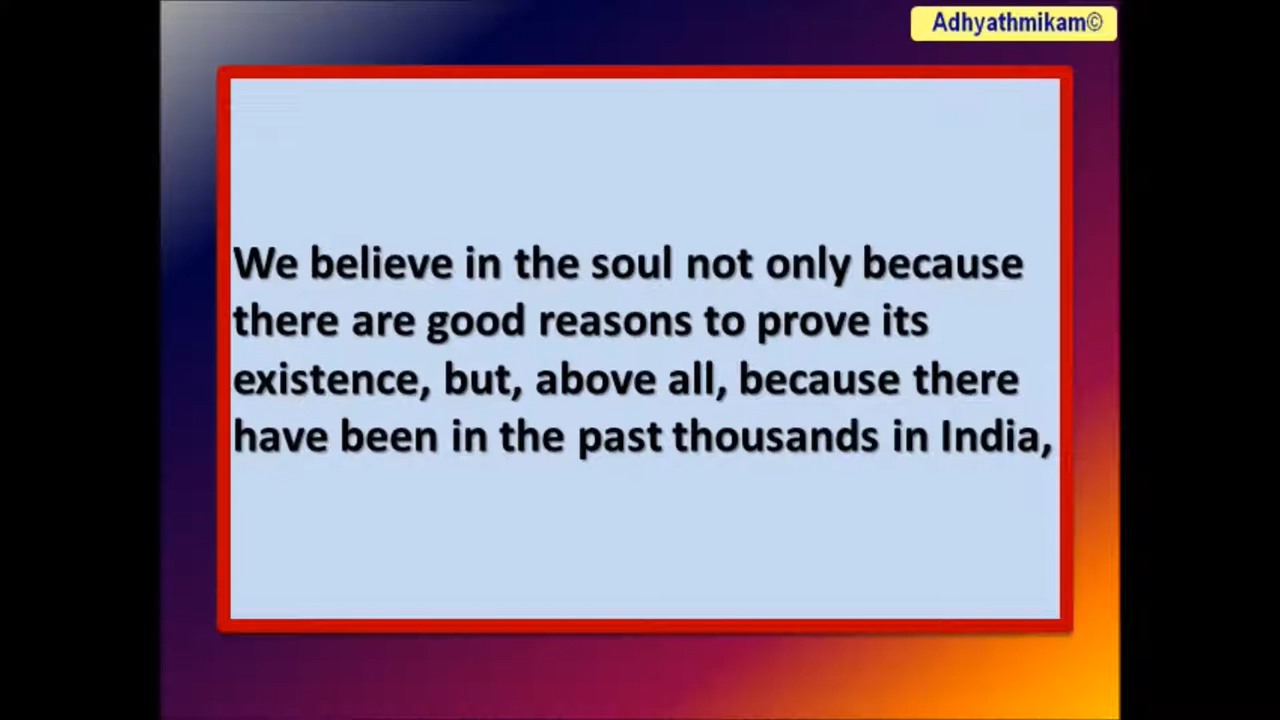 Adhyathmikam©
We believe in the soul not only because
there are good reasons to prove its
existence, but, above all, because there
have been in the past thousands in India,